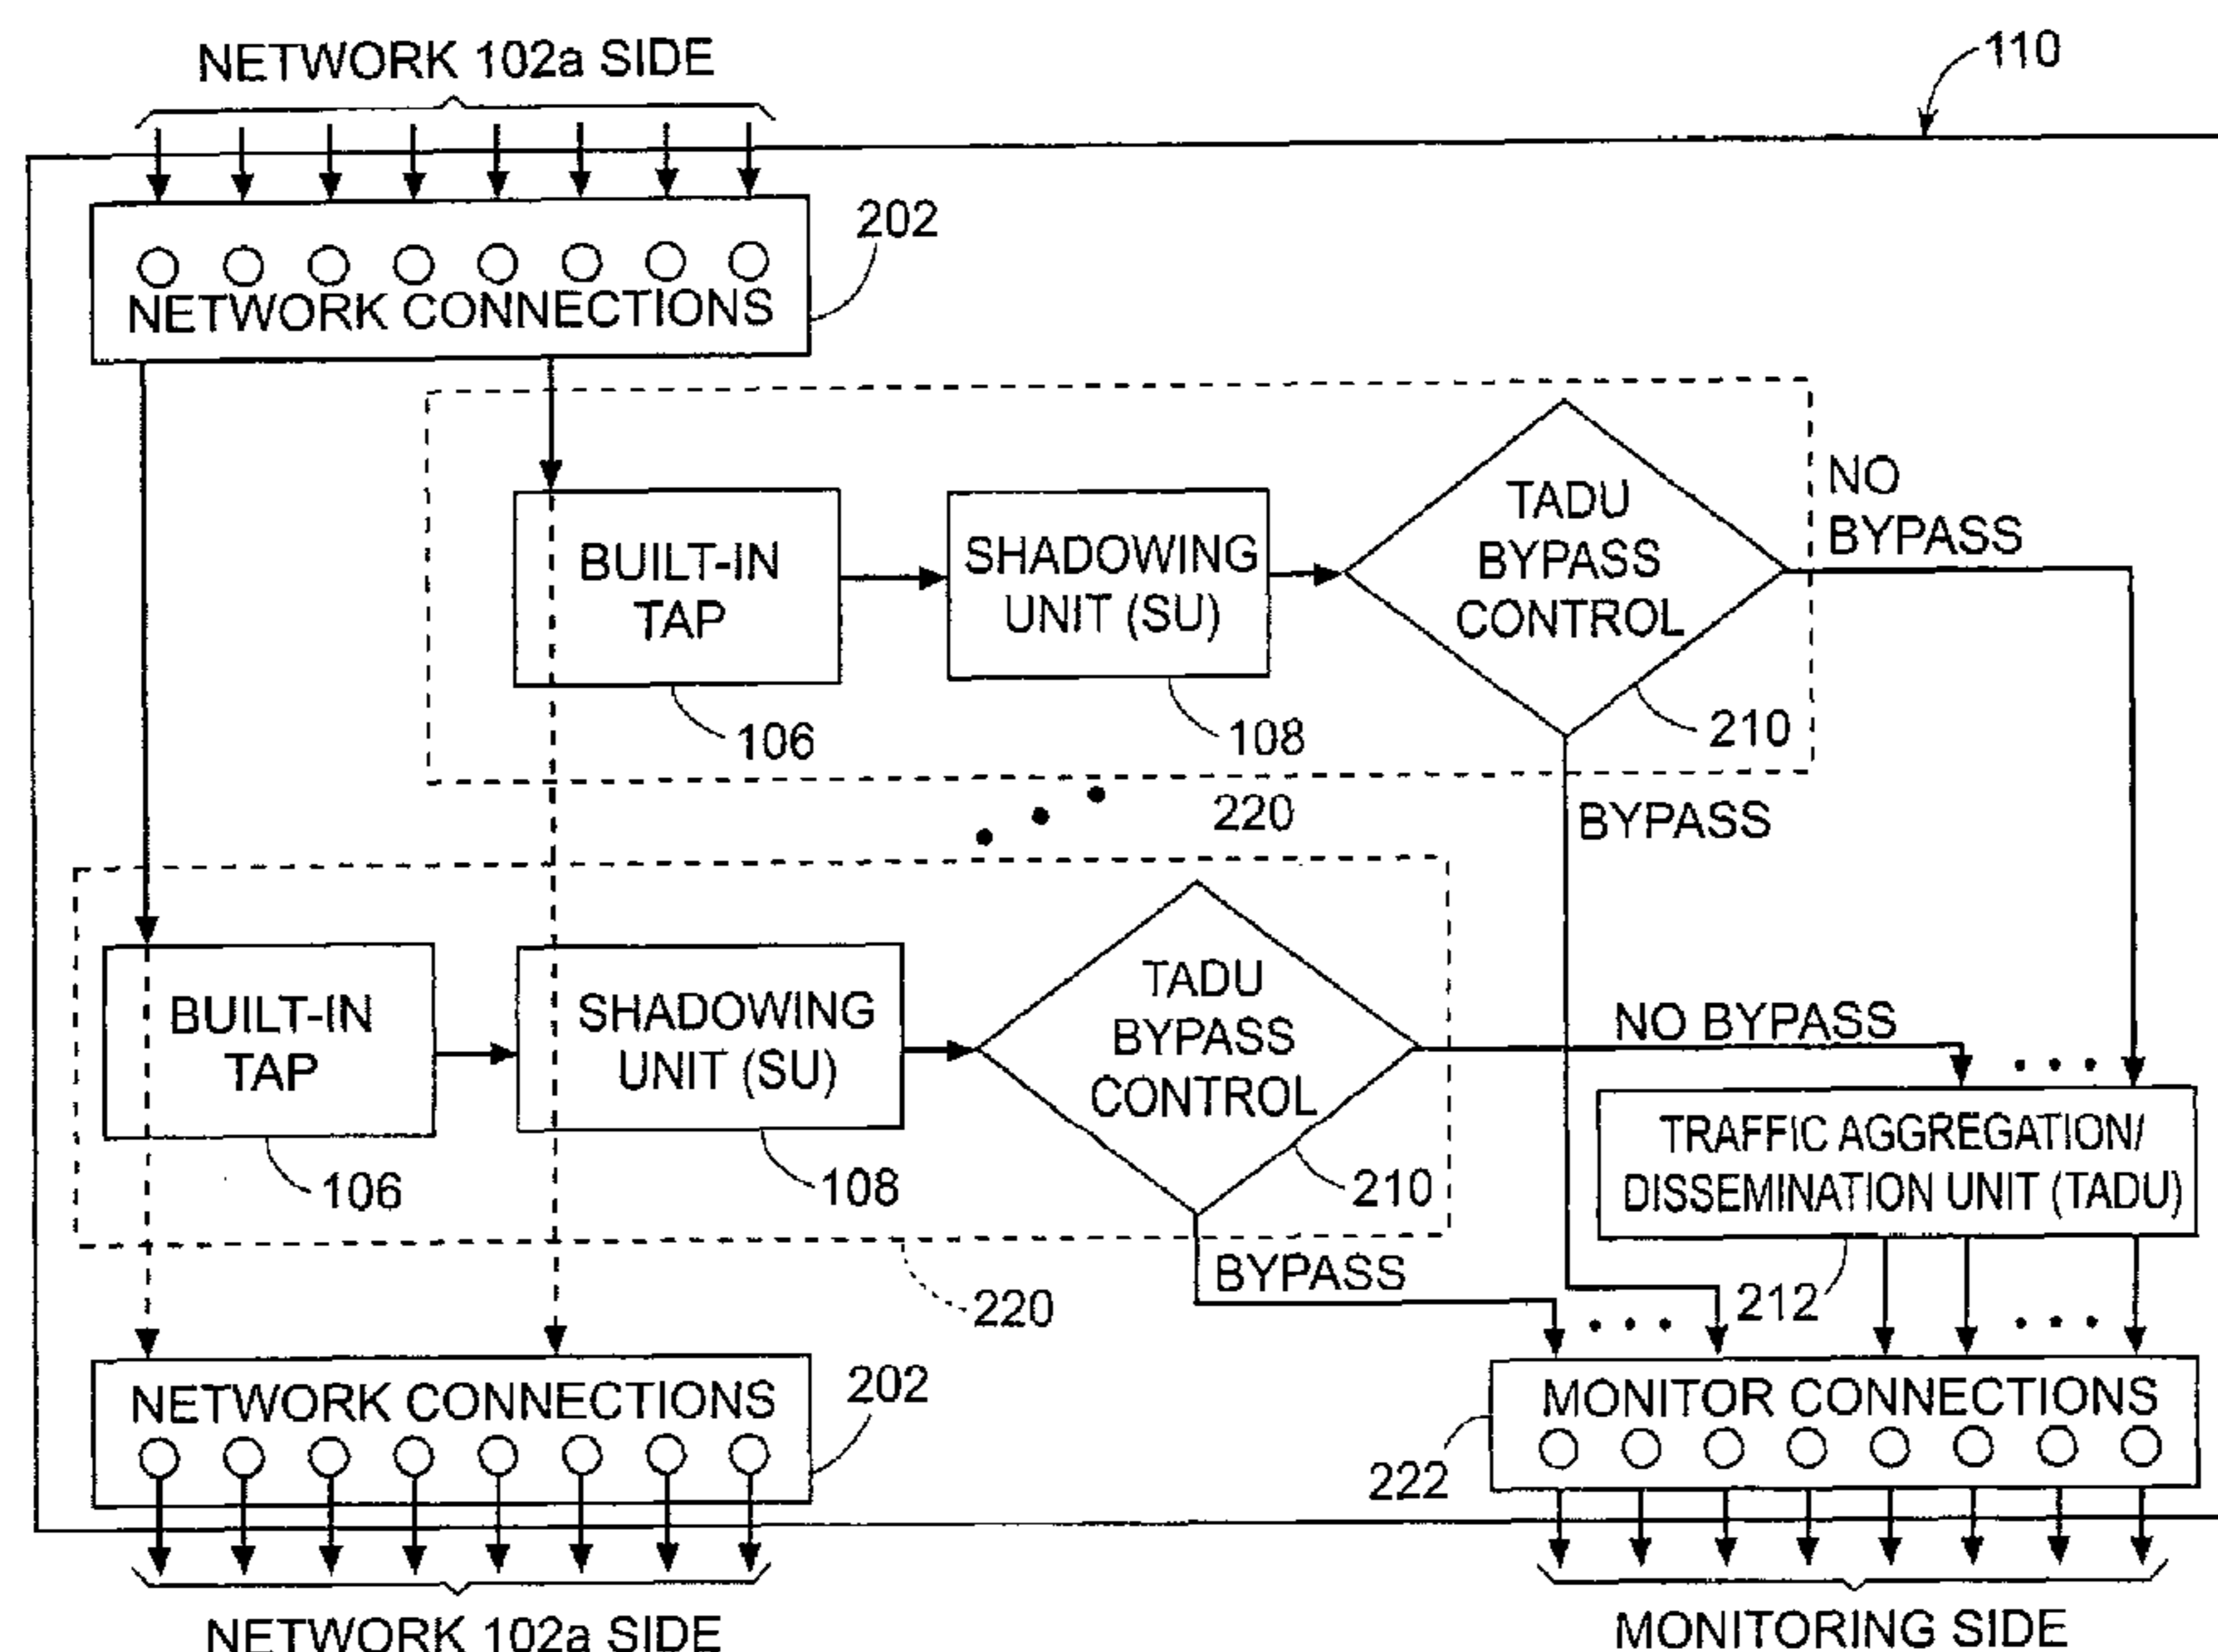 NETWORK 102a SIDE
110
202
NETWORK CONNECTIONS
TADU
BYPASS
CONTROL
NO
BYPASS
BUILT-IN
TAP
SHADOWING
UNIT (SU)
106
108
210
220
BYPASS
TADU
BYPASS
CONTROL
NO BYPASS
BUILT-IN
TAP
SHADOWING
UNIT (SU)
TRAFFIC AGGREGATION/
DISSEMINATION UNIT (TADU)
106
108
210
BYPASS
220
212
NETWORK CONNECTIONS
202
MONITOR CONNECTIONS
222
NETWORK 102a SIDE
MONITORING SIDE